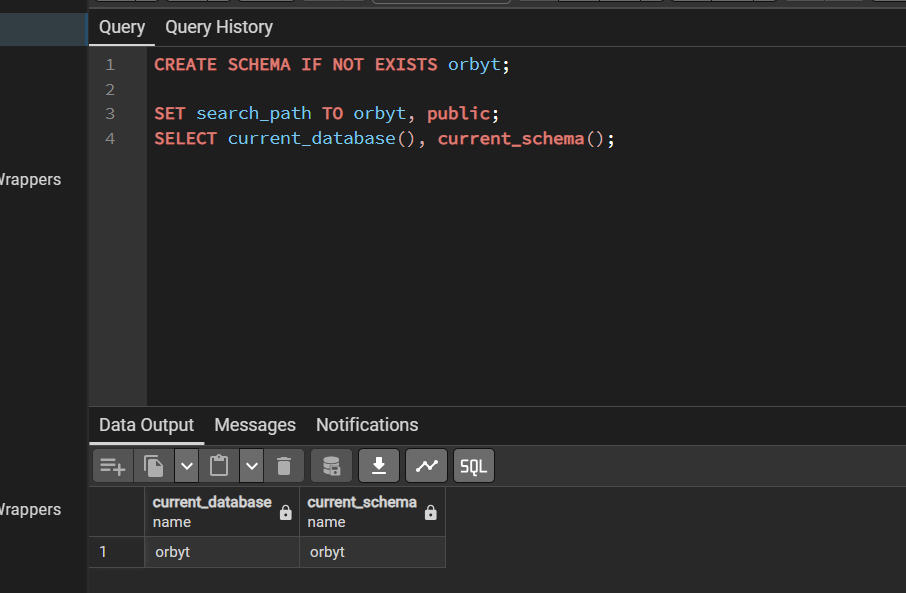 Query Query History
1 CREATE SCHEMA IF NOT EXISTS orbyt;
2
3 SET search_path TO orbyt, public;
4 SELECT current_database(), current_schema();
Wrappers
Data Output Messages Notifications
SQL
current_database current_schema
name name
Wrappers
1 orbyt orbyt